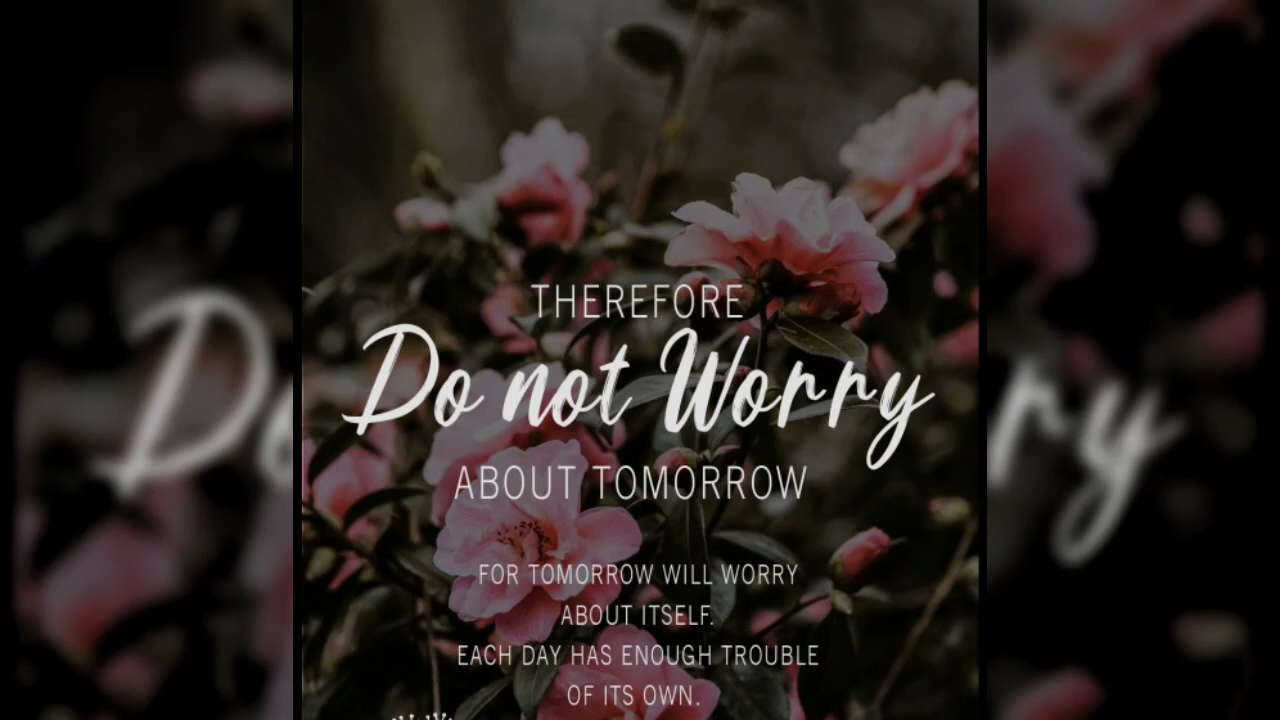 THEREFORE
Do not Worry
ABOUT TOMORROW
FOR TOMORROW WILL WORRY
ABOUT ITSELF.
EACH DAY HAS ENOUGH TROUBLE
OF ITS OWN.